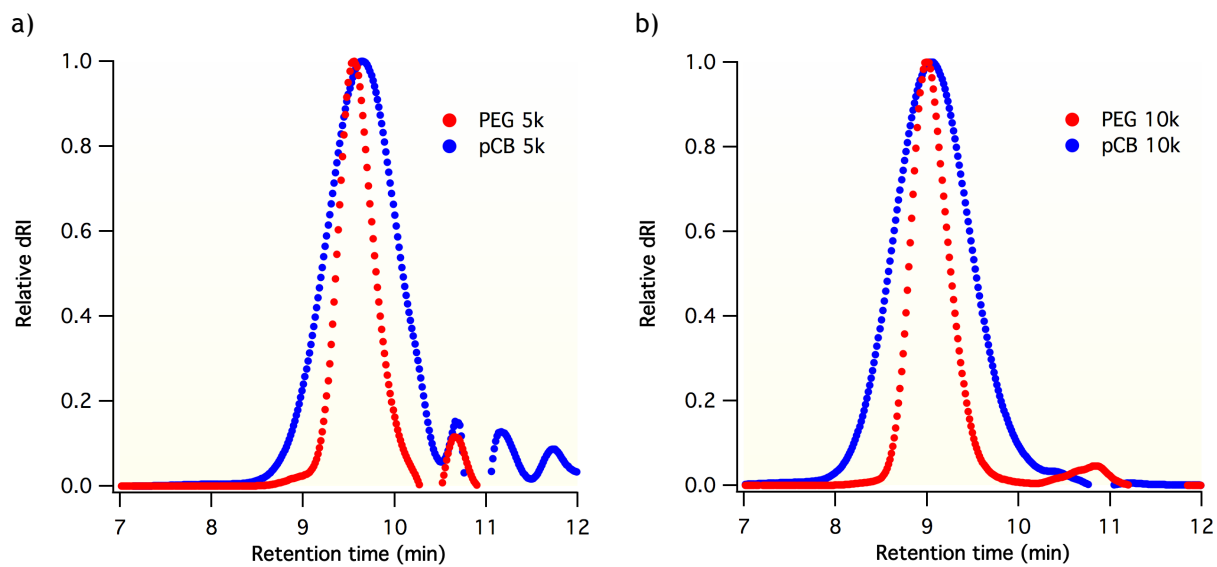 a)
1.0
0.8
0.6
0.4
0.2
0.0
Relative dRI
PEG 5k
pCB 5k
7 8 9 10 11 12
Retention time (min)
b)
1.0
0.8
0.6
0.4
0.2
0.0
Relative dRI
PEG 10k
pCB 10k
7 8 9 10 11 12
Retention time (min)